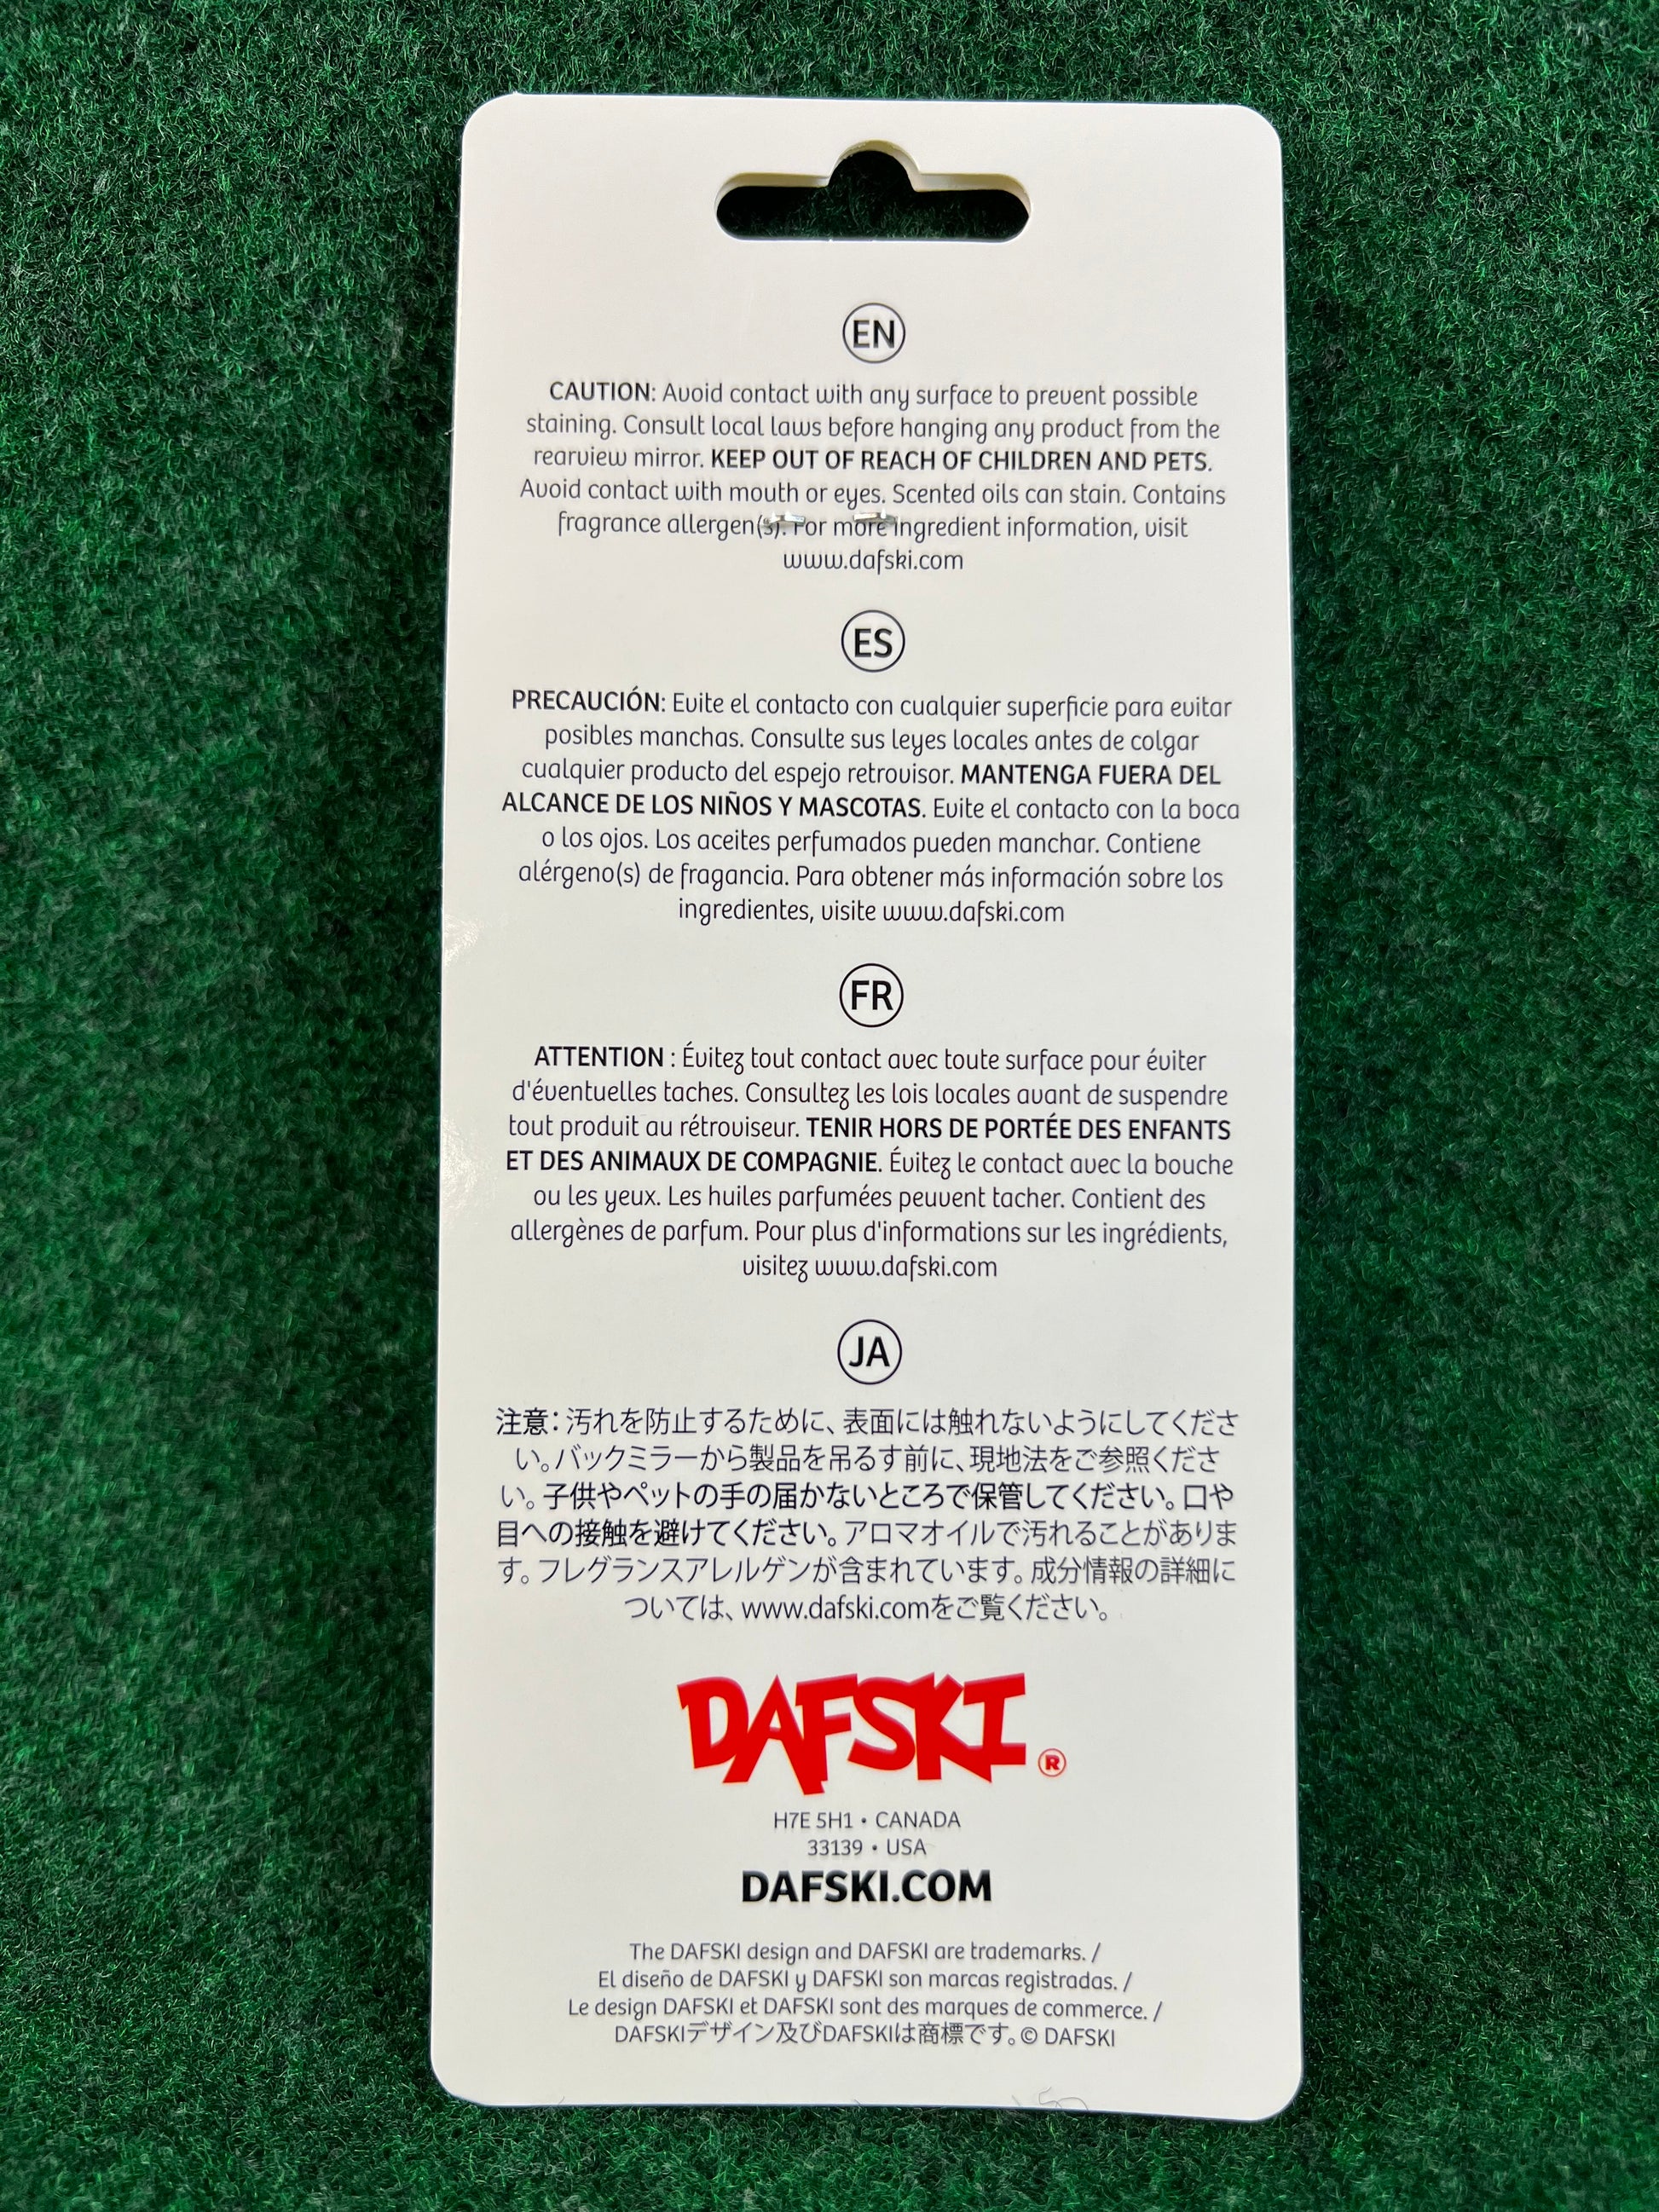 EN
CAUTION: Avoid contact with any surface to prevent possible
staining. Consult local laws before hanging any product from the
rearview mirror. KEEP OUT OF REACH OF CHILDREN AND PETS.
Avoid contact with mouth or eyes. Scented oils can stain. Contains
fragrance allergen(s). For more ingredient information, visit
www.dafski.com
ES
PRECAUCIÓN: Evite el contacto con cualquier superficie para evitar
posibles manchas. Consulte sus leyes locales antes de colgar
cualquier producto del espejo retrovisor. MANTENGA FUERA DEL
ALCANCE DE LOS NIÑOS Y MASCOTAS. Evite el contacto con la boca
o los ojos. Los aceites perfumados pueden manchar. Contiene
alérgeno(s) de fragancia. Para obtener más información sobre los
ingredientes, visite www.dafski.com
FR
ATTENTION : Évitez tout contact avec toute surface pour éviter
d'éventuelles taches. Consultez les lois locales avant de suspendre
tout produit au rétroviseur. TENIR HORS DE PORTÉE DES ENFANTS
ET DES ANIMAUX DE COMPAGNIE. Évitez le contact avec la bouche
ou les yeux. Les huiles parfumées peuvent tacher. Contient des
allergènes de parfum. Pour plus d'informations sur les ingrédients,
visitez www.dafski.com
JA
注意：汚れを防止するために、表面には触れないようにしてくださ
い。バックミラーから製品を吊るす前に、現地法をご参照くださ
い。子供やペットの手の届かないところで保管してください。口や
目への接触を避けてください。アロマオイルで汚れることがありま
す。フレグランスアレルゲンが含まれています。成分情報の詳細に
ついては、www.dafski.comをご覧ください。
DAFSKI®
H7E 5H1 • CANADA
33139 • USA
DAFSKI.COM
The DAFSKI design and DAFSKI are trademarks. /
El diseño de DAFSKI y DAFSKI son marcas registradas. /
Le design DAFSKI et DAFSKI sont des marques de commerce. /
DAFSKIデザイン及びDAFSKIは商標です。© DAFSKI